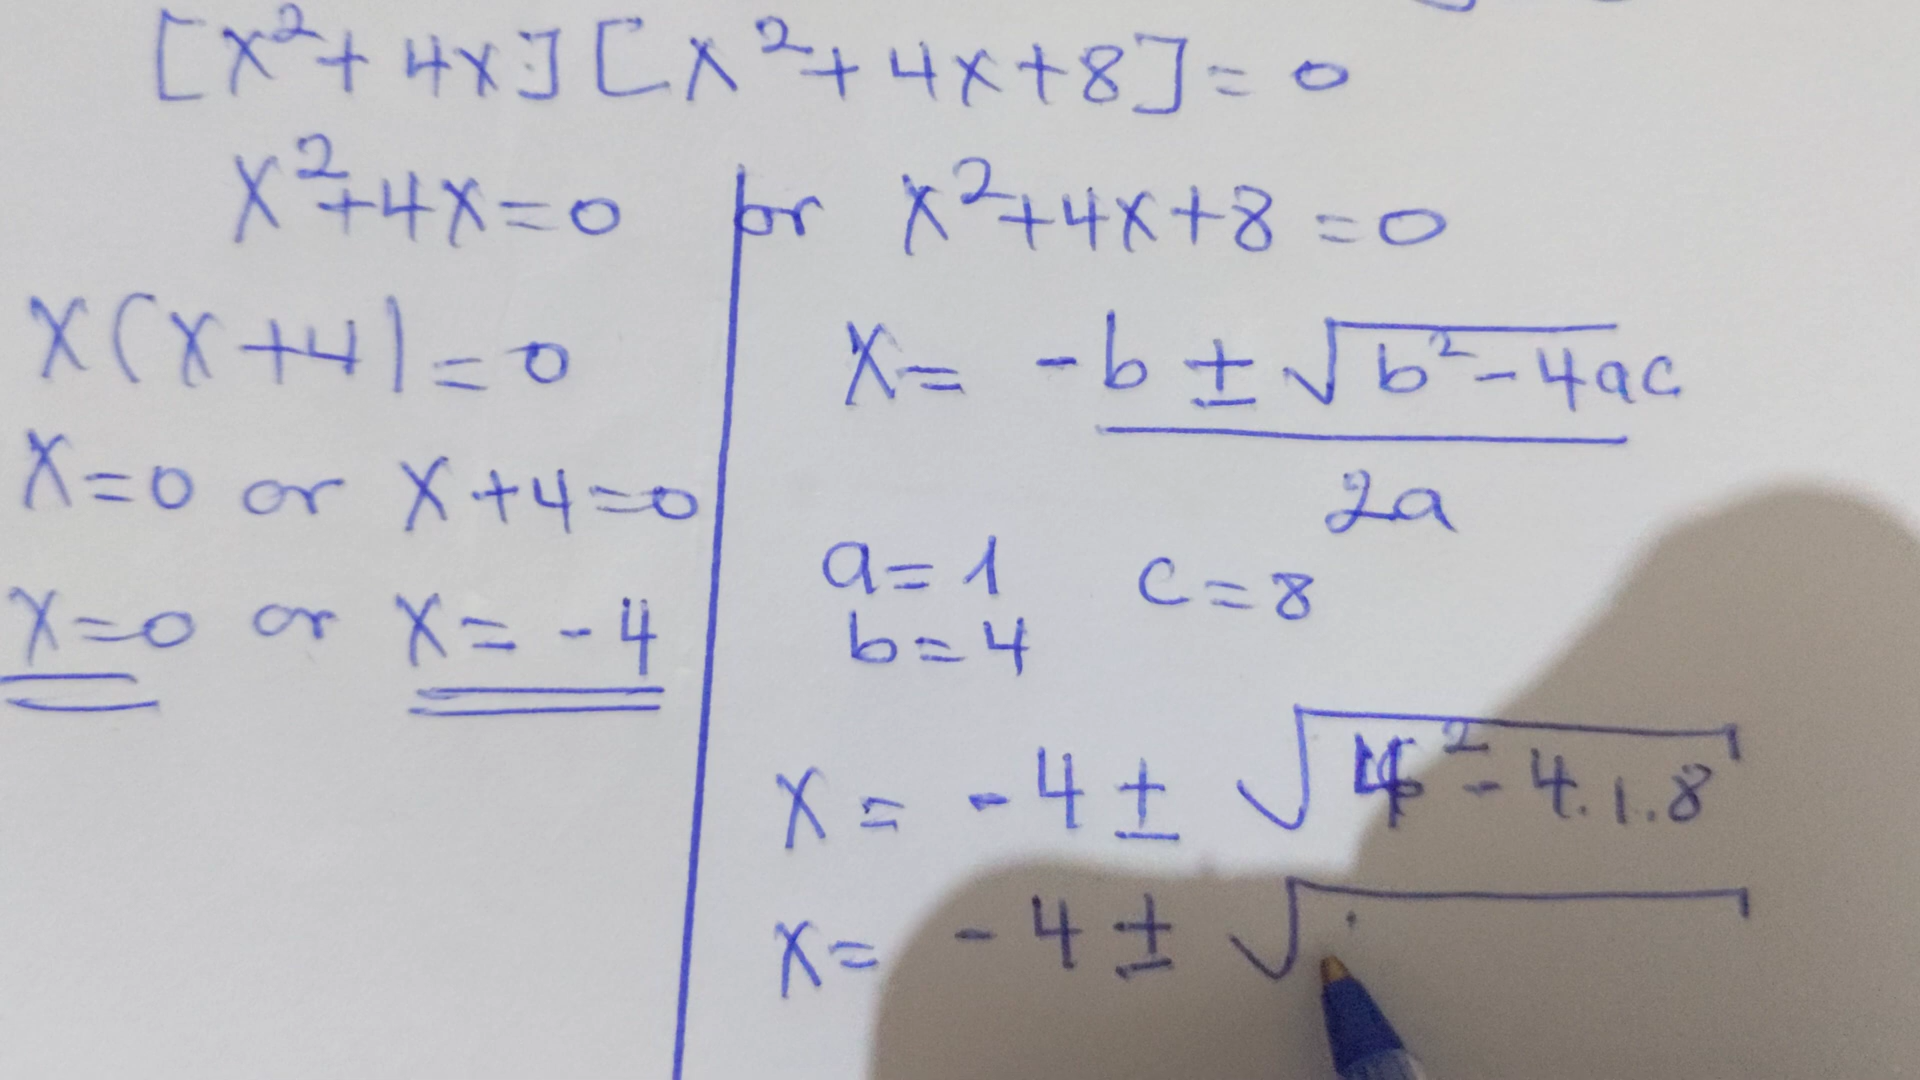 [x²+4x][x²+4x+8]=0
x²+4x=0 or x²+4x+8=0
x(x+4)=0
x=0 or x+4=0
x=0 or x=-4
x= -b ± √b²-4ac
2a
a=1 c=8
b=4
x= -4 ± √4²-4.1.8
x= -4 ± √